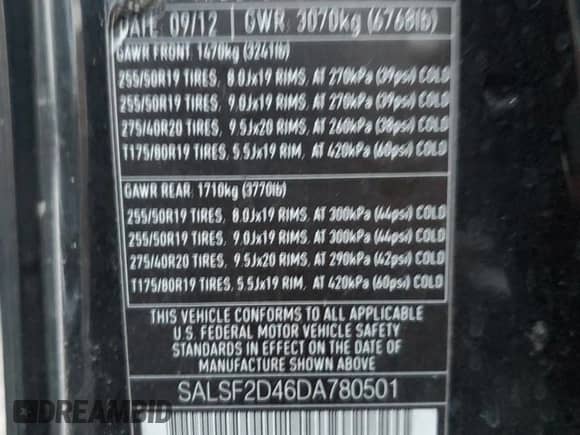 DATE 09/12 GWR 3070kg (6768lb)
GAWR FRONT 1470kg (3241lb)
255/50R19 TIRES, 8.0Jx19 RIMS, AT 270kPa (39psi) COLD
255/50R19 TIRES, 9.0Jx19 RIMS, AT 270kPa (39psi) COLD
275/40R20 TIRES, 9.5Jx20 RIMS, AT 260kPa (38psi) COLD
T175/80R19 TIRES, 5.5Jx19 RIM, AT 420kPa (60psi) COLD
GAWR REAR 1710kg (3770lb)
255/50R19 TIRES, 8.0Jx19 RIMS, AT 300kPa (44psi) COLD
255/50R19 TIRES, 9.0Jx19 RIMS, AT 300kPa (44psi) COLD
275/40R20 TIRES, 9.5Jx20 RIMS, AT 290kPa (42psi) COLD
T175/80R19 TIRES, 5.5Jx19 RIM, AT 420kPa (60psi) COLD
THIS VEHICLE CONFORMS TO ALL APPLICABLE
U.S. FEDERAL MOTOR VEHICLE SAFETY
STANDARDS IN EFFECT ON THE DATE OF
MANUFACTURE SHOWN ABOVE
SALSF2D46DA780501
DREAMBID